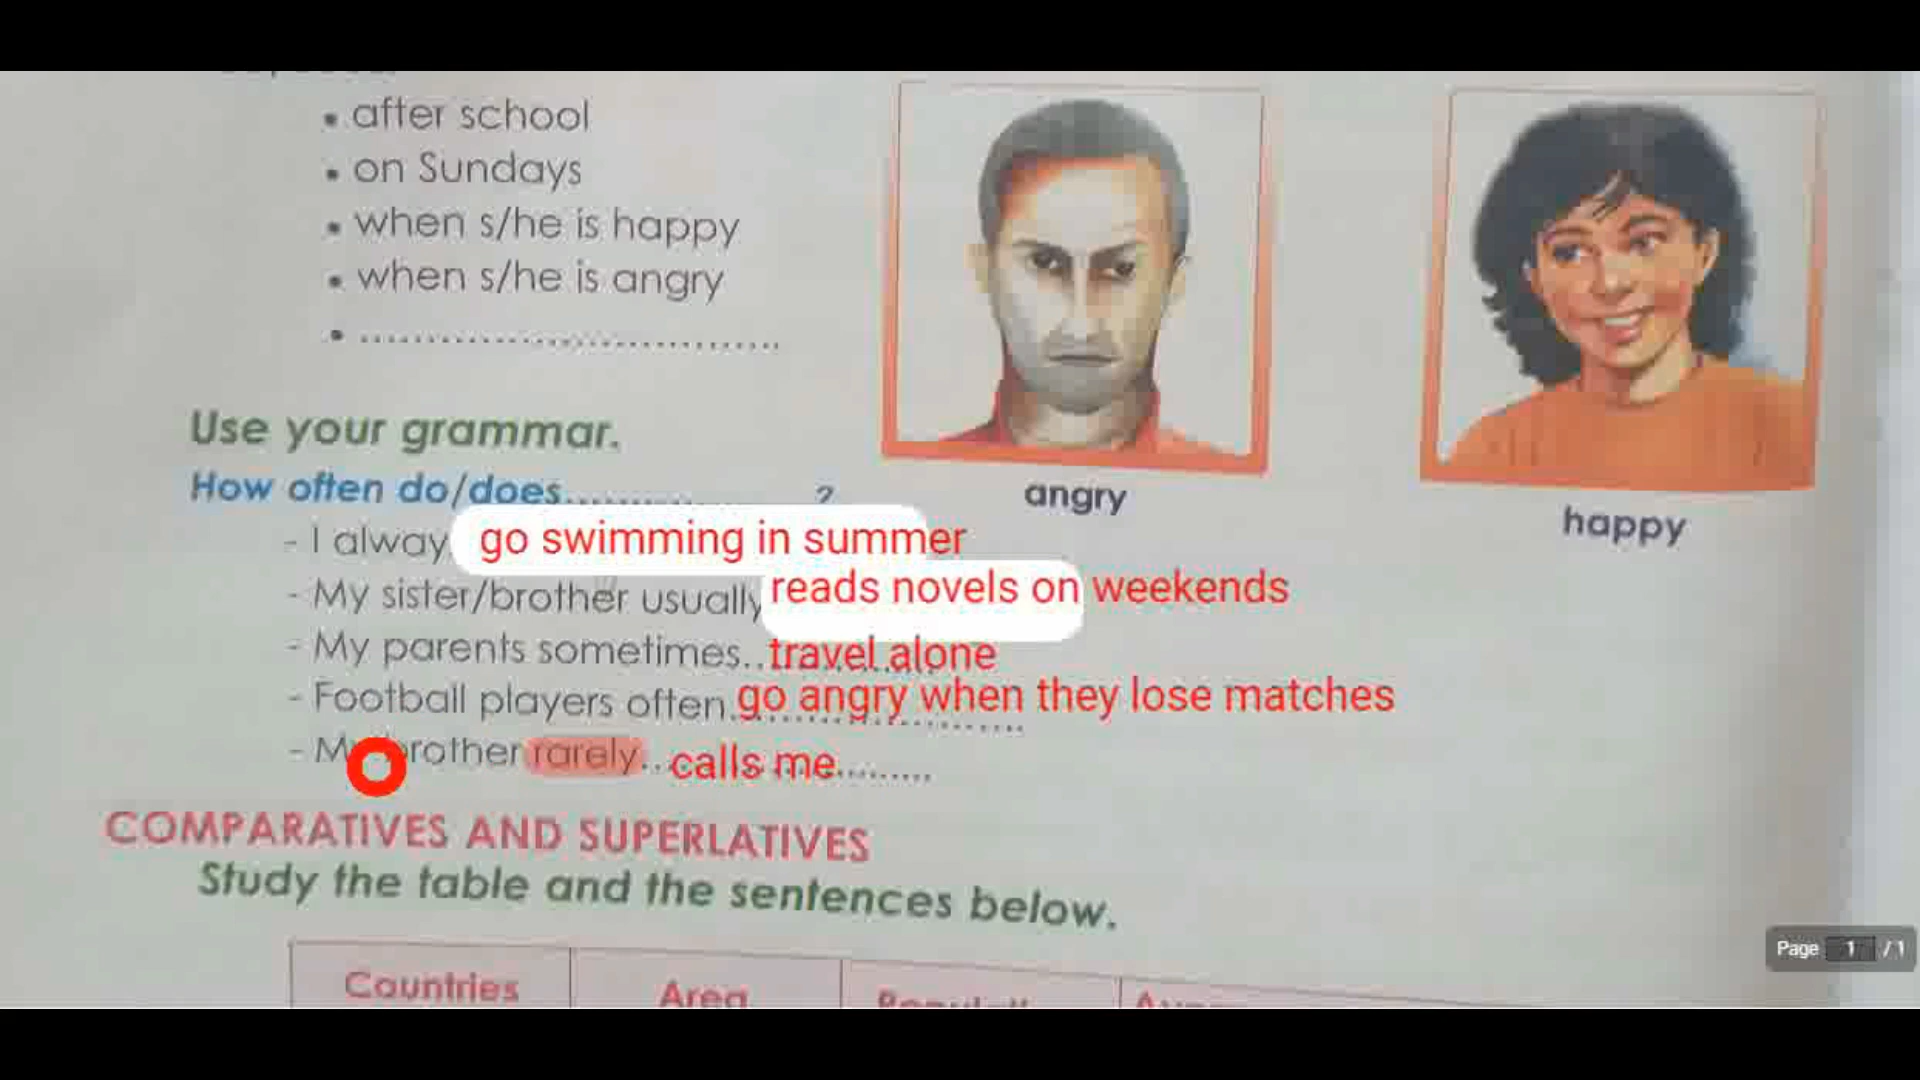 • after school
• on Sundays
• when s/he is happy
• when s/he is angry
• ........................................
angry
happy
Use your grammar.
How often do/does.......................?
- I alway go swimming in summer
- My sister/brother usually reads novels on weekends
- My parents sometimes..travel alone
- Football players often.go angry when they lose matches
- My brother rarely...calls me.........
COMPARATIVES AND SUPERLATIVES
Study the table and the sentences below.
Countries Area
Page 1 / 1